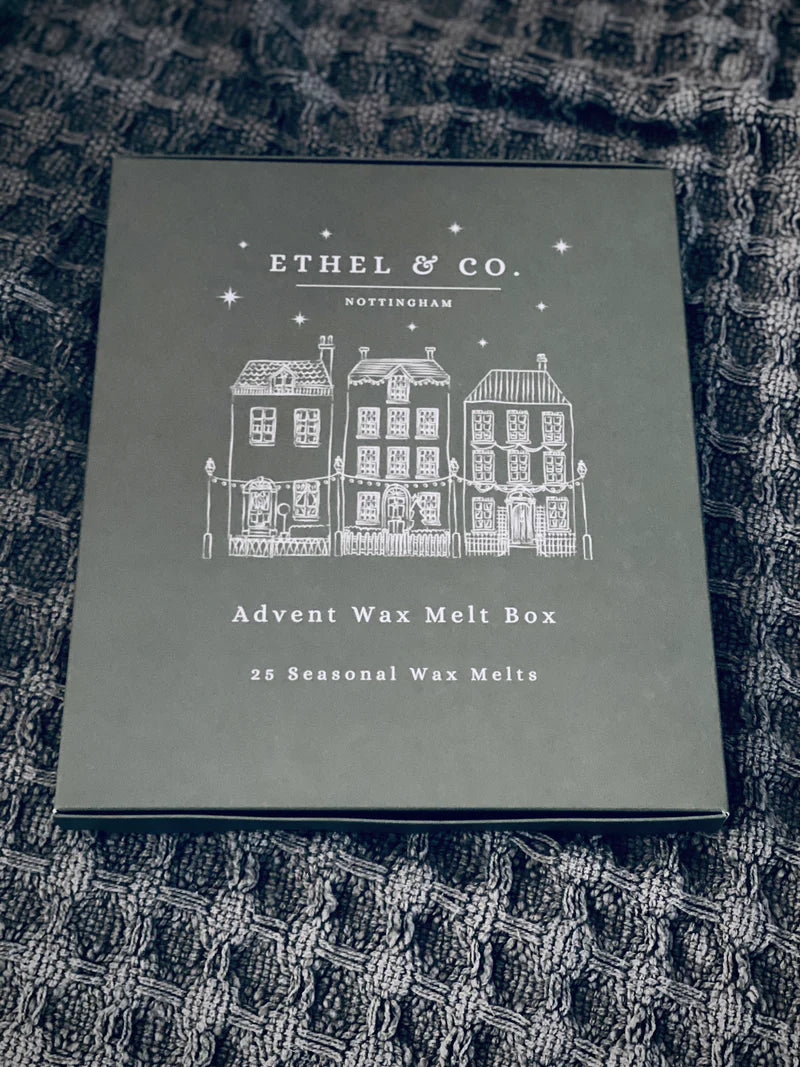 ETHEL & CO.
NOTTINGHAM
Advent Wax Melt Box
25 Seasonal Wax Melts